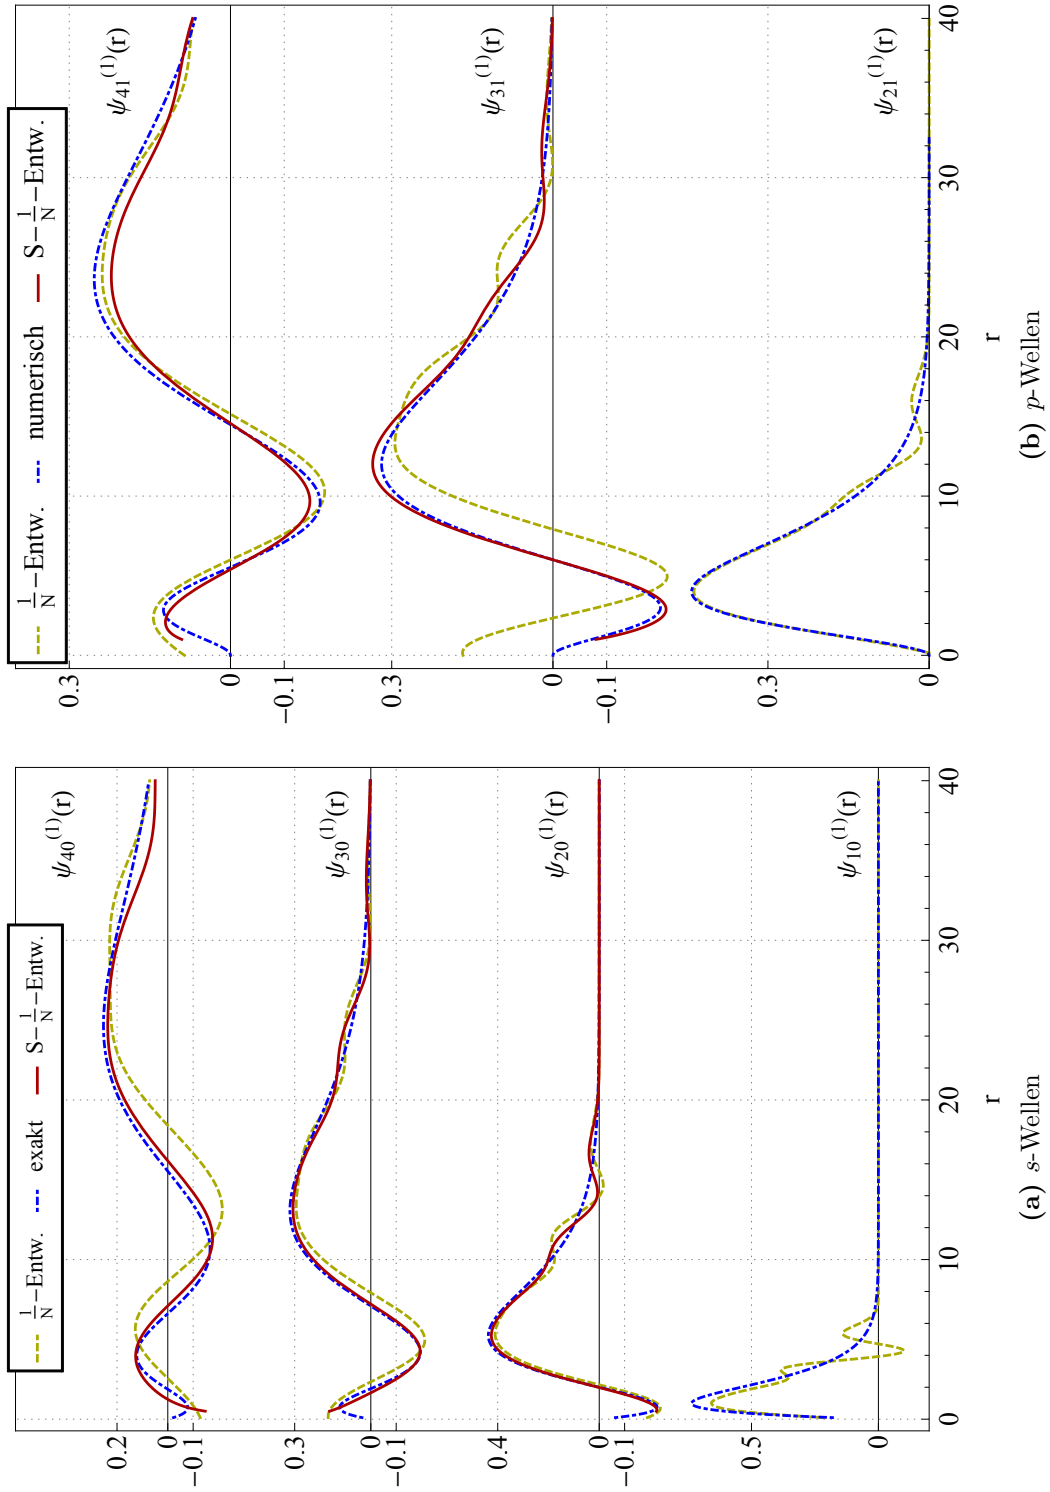 1/N−Entw. exakt S−1/N−Entw.
ψ40(1)(r)
0.2
0
−0.1
ψ30(1)(r)
0.3
0
−0.1
ψ20(1)(r)
0.4
0
−0.1
ψ10(1)(r)
0.5
0
0 10 20 30 40
r
(a) s-Wellen
1/N−Entw. numerisch S−1/N−Entw.
ψ41(1)(r)
0.3
0
−0.1
ψ31(1)(r)
0.3
0
−0.1
ψ21(1)(r)
0.3
0
0 10 20 30 40
r
(b) p-Wellen